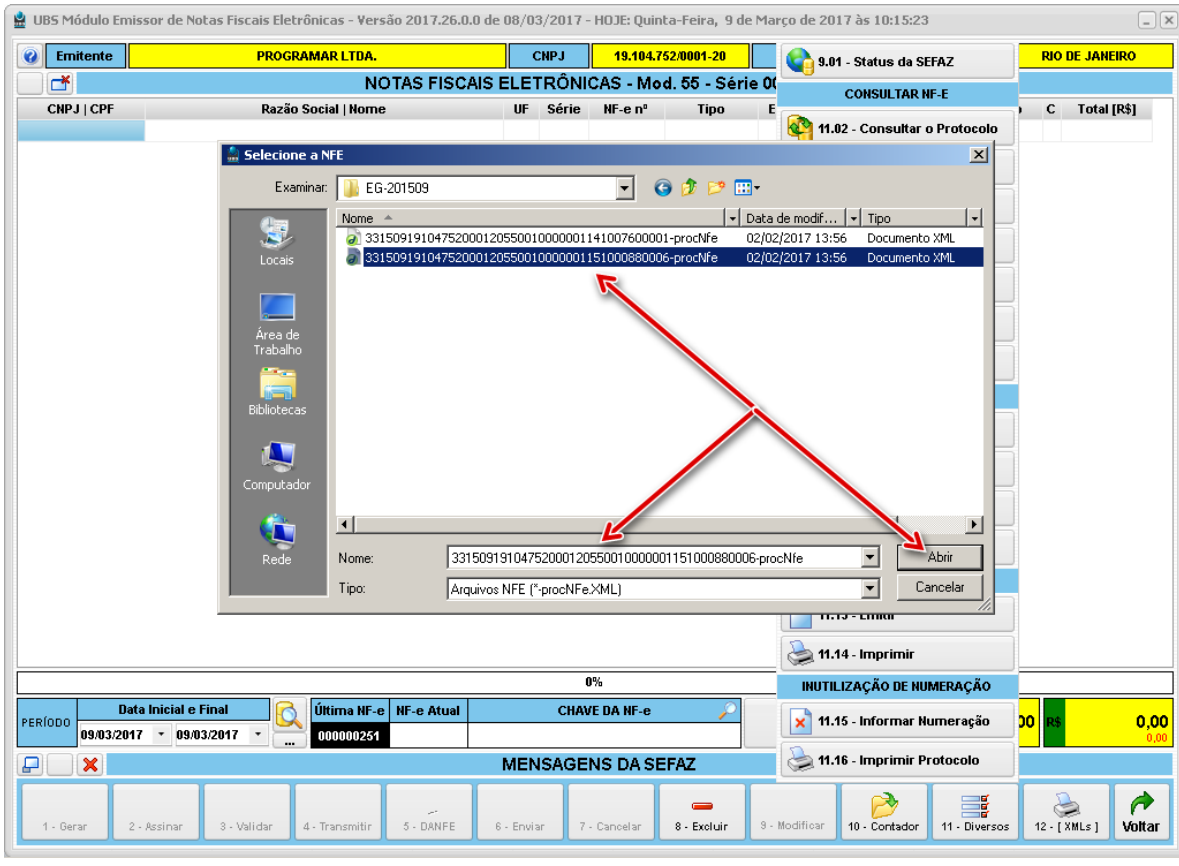 UBS Módulo Emissor de Notas Fiscais Eletrônicas - Versão 2017.26.0.0 de 08/03/2017 - HOJE: Quinta-Feira, 9 de Março de 2017 às 10:15:23
Emitente PROGRAMAR LTDA. CNPJ 19.104.752/0001-20 RIO DE JANEIRO
9.01 - Status da SEFAZ
NOTAS FISCAIS ELETRÔNICAS - Mod. 55 - Série 00
CONSULTAR NF-E
CNPJ | CPF Razão Social | Nome UF Série NF-e nº Tipo E C Total [R$]
11.02 - Consultar o Protocolo
Selecione a NFE
Examinar: EG-201509
Nome Data de modif... Tipo
33150919104752000120550010000001141007600001-procNfe 02/02/2017 13:56 Documento XML
33150919104752000120550010000001151000880006-procNfe 02/02/2017 13:56 Documento XML
Locais
Área de
Trabalho
Bibliotecas
Computador
Rede
Nome: 33150919104752000120550010000001151000880006-procNfe Abrir
Tipo: Arquivos NFE (*-procNFe.XML) Cancelar
11.13 - Emitir
11.14 - Imprimir
0%
INUTILIZAÇÃO DE NUMERAÇÃO
PERÍODO Data Inicial e Final Última NF-e NF-e Atual CHAVE DA NF-e
09/03/2017 09/03/2017 ... 000000251
11.15 - Informar Numeração
00 R$ 0,00
0,00
11.16 - Imprimir Protocolo
MENSAGENS DA SEFAZ
1 - Gerar 2 - Assinar 3 - Validar 4 - Transmitir 5 - DANFE 6 - Enviar 7 - Cancelar 8 - Excluir 9 - Modificar 10 - Contador 11 - Diversos 12 - [ XMLs ] Voltar